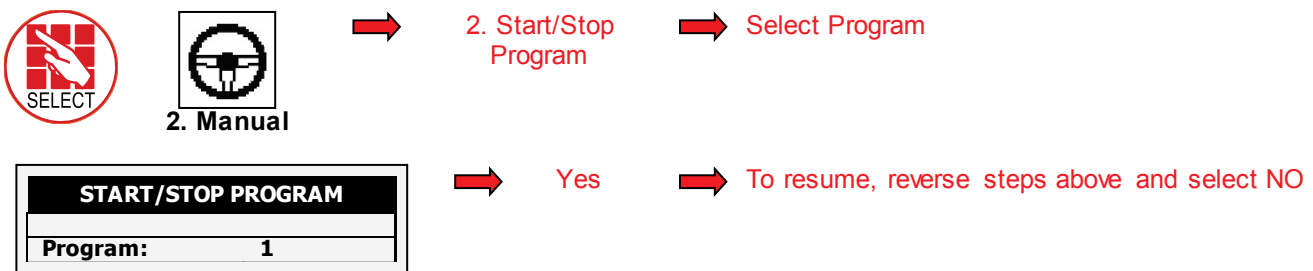 SELECT
2. Manual
2. Start/Stop
Program
Select Program
START/STOP PROGRAM
Program: 1
Yes
To resume, reverse steps above and select NO